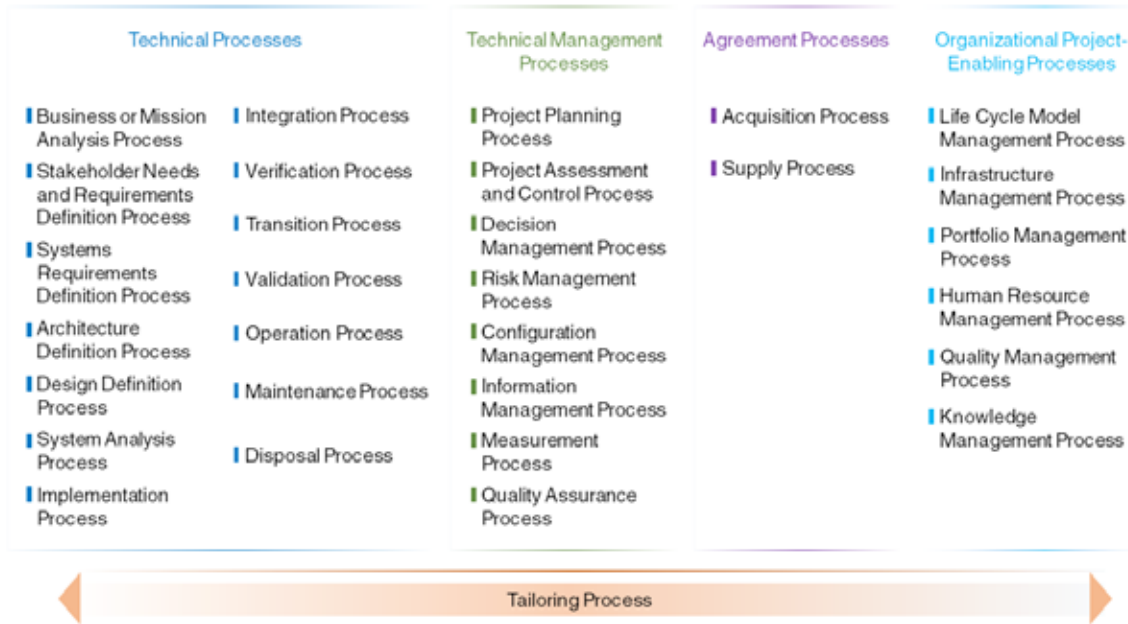 Technical Processes
Business or Mission
Analysis Process
Stakeholder Needs
and Requirements
Definition Process
Systems
Requirements
Definition Process
Architecture
Definition Process
Design Definition
Process
System Analysis
Process
Implementation
Process
Integration Process
Verification Process
Transition Process
Validation Process
Operation Process
Maintenance Process
Disposal Process
Technical Management
Processes
Project Planning
Process
Project Assessment
and Control Process
Decision
Management Process
Risk Management
Process
Configuration
Management Process
Information
Management Process
Measurement
Process
Quality Assurance
Process
Agreement Processes
Acquisition Process
Supply Process
Organizational Project-
Enabling Processes
Life Cycle Model
Management Process
Infrastructure
Management Process
Portfolio Management
Process
Human Resource
Management Process
Quality Management
Process
Knowledge
Management Process
Tailoring Process